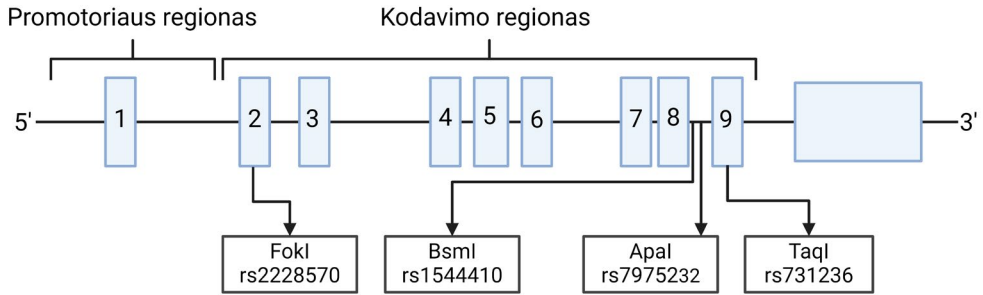 Promotoriaus regionas
Kodavimo regionas
5' 1 2 3 4 5 6 7 8 9 3'
FokI
rs2228570
BsmI
rs1544410
ApaI
rs7975232
TaqI
rs731236